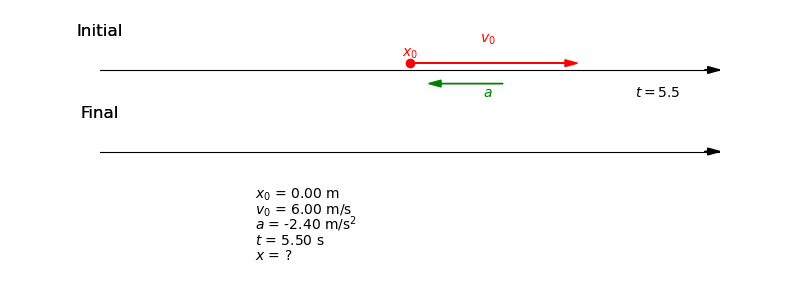 Initial
x₀
v₀
a
t = 5.5
Final
x₀ = 0.00 m
v₀ = 6.00 m/s
a = -2.40 m/s²
t = 5.50 s
x = ?